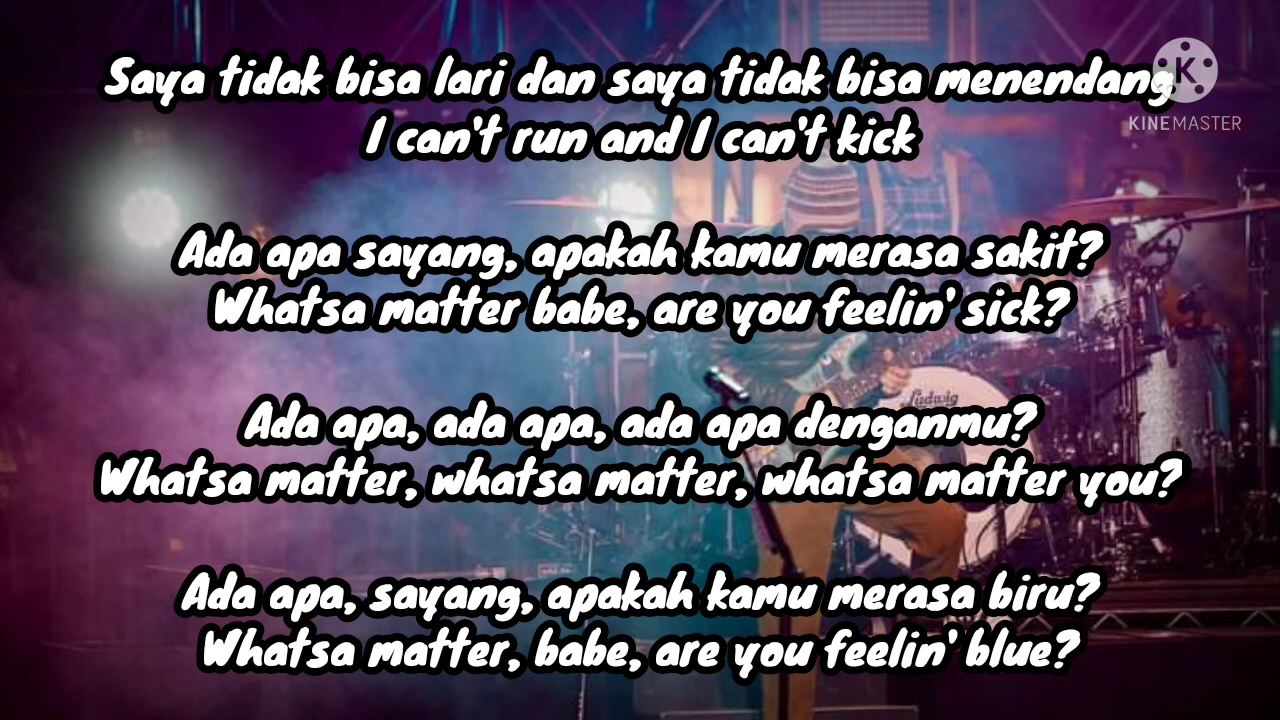 Saya tidak bisa lari dan saya tidak bisa menendang
I can't run and I can't kick
K
KINEMASTER
Ada apa sayang, apakah kamu merasa sakit?
Whatsa matter babe, are you feelin' sick?
Ludwig
Ada apa, ada apa, ada apa denganmu?
Whatsa matter, whatsa matter, whatsa matter you?
Ada apa, sayang, apakah kamu merasa biru?
Whatsa matter, babe, are you feelin' blue?